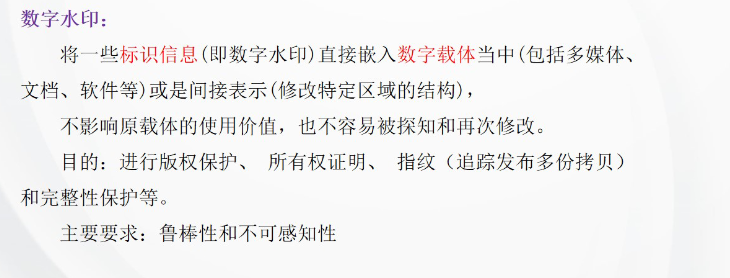 数字水印：
将一些标识信息(即数字水印)直接嵌入数字载体当中(包括多媒体、
文档、软件等)或是间接表示(修改特定区域的结构)，
不影响原载体的使用价值，也不容易被探知和再次修改。
目的：进行版权保护、 所有权证明、 指纹（追踪发布多份拷贝）
和完整性保护等。
主要要求：鲁棒性和不可感知性